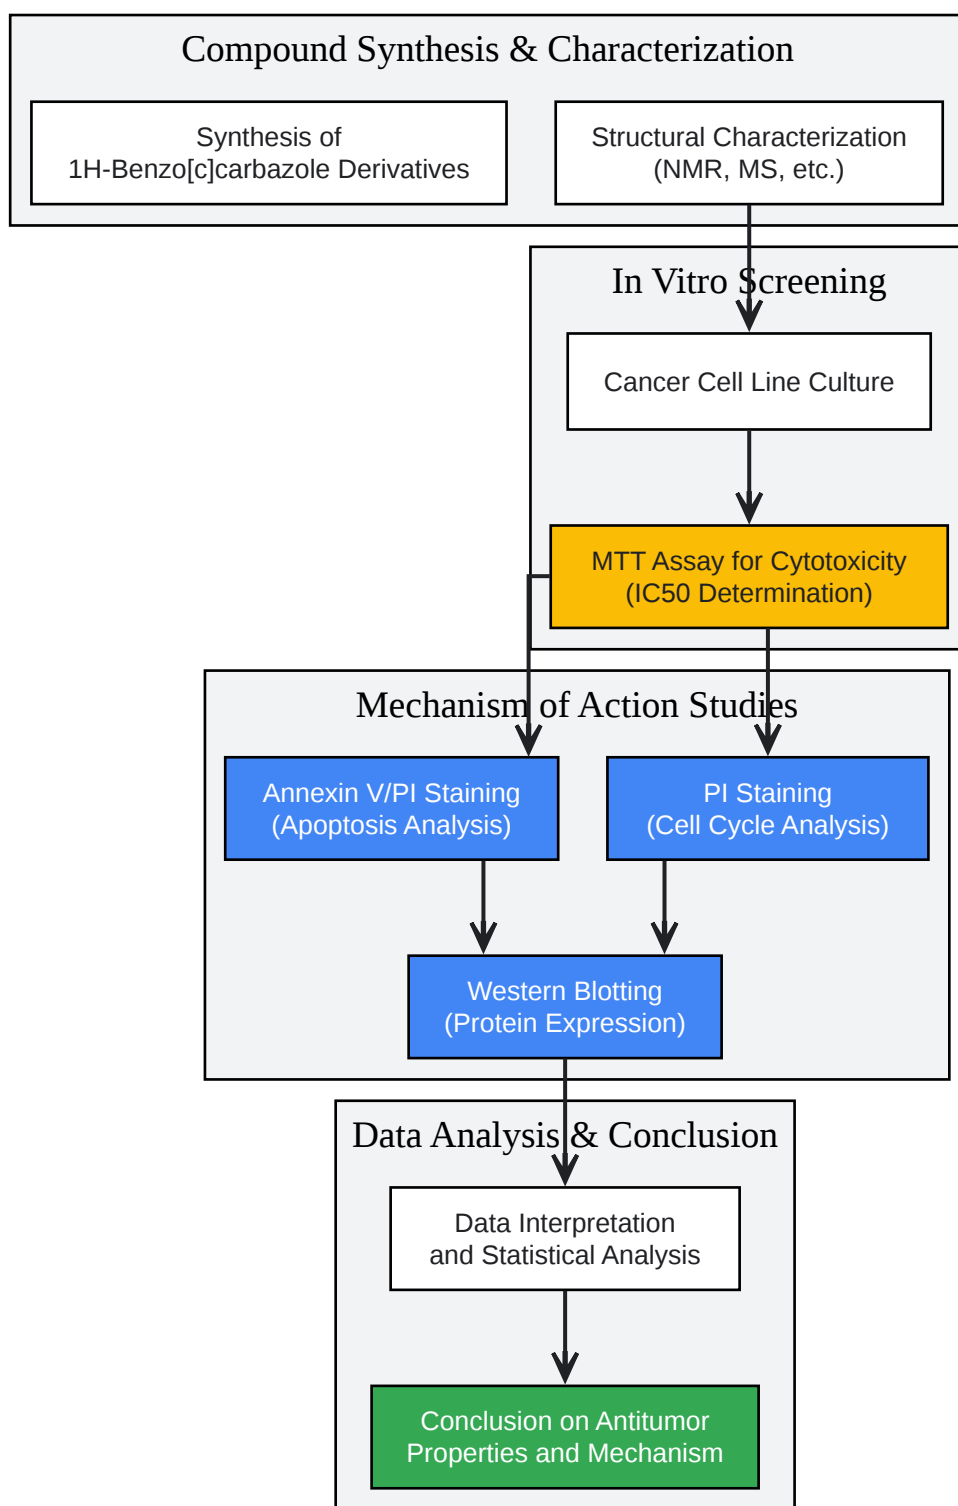 Compound Synthesis & Characterization
Synthesis of
1H-Benzo[c]carbazole Derivatives
Structural Characterization
(NMR, MS, etc.)
In Vitro Screening
Cancer Cell Line Culture
MTT Assay for Cytotoxicity
(IC50 Determination)
Mechanism of Action Studies
Annexin V/PI Staining
(Apoptosis Analysis)
PI Staining
(Cell Cycle Analysis)
Western Blotting
(Protein Expression)
Data Analysis & Conclusion
Data Interpretation
and Statistical Analysis
Conclusion on Antitumor
Properties and Mechanism